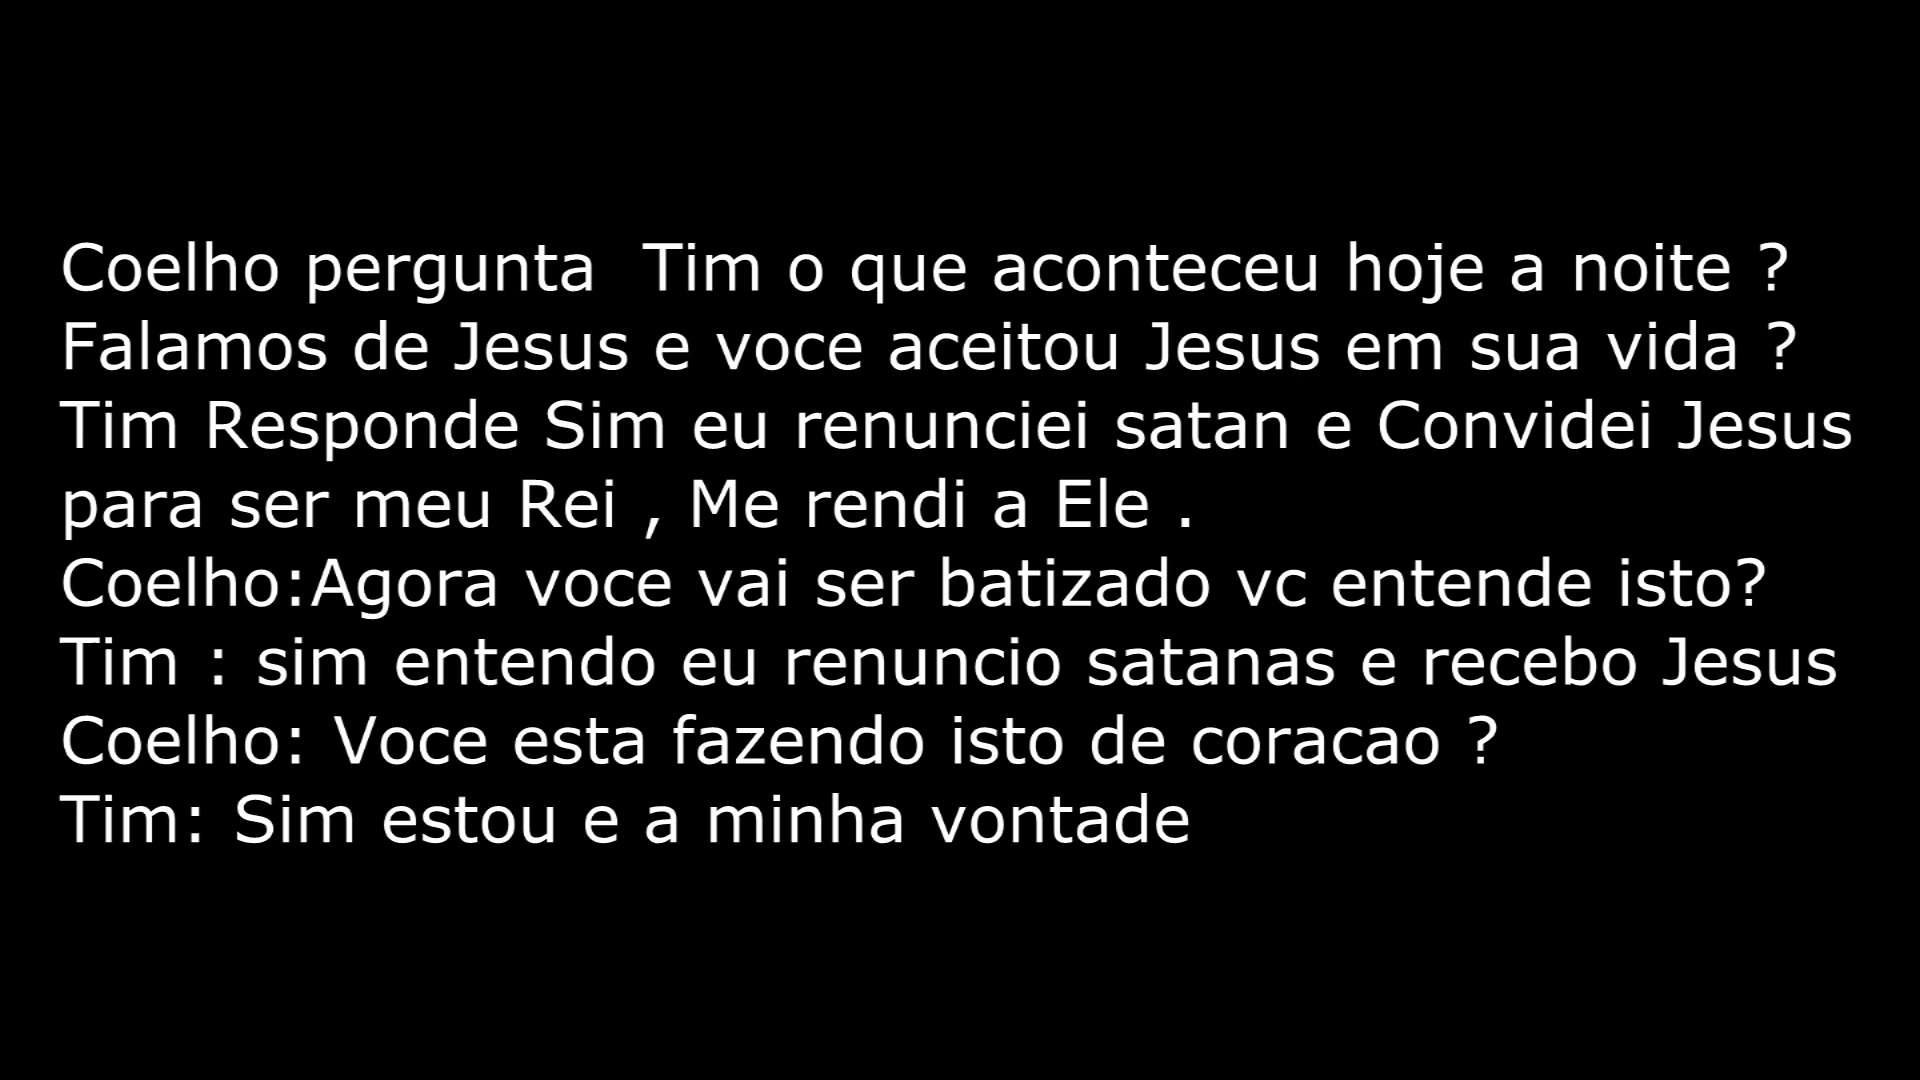 Coelho pergunta  Tim o que aconteceu hoje a noite ?
Falamos de Jesus e voce aceitou Jesus em sua vida ?
Tim Responde Sim eu renunciei satan e Convidei Jesus
para ser meu Rei , Me rendi a Ele .
Coelho:Agora voce vai ser batizado vc entende isto?
Tim : sim entendo eu renuncio satanas e recebo Jesus
Coelho: Voce esta fazendo isto de coracao ?
Tim: Sim estou e a minha vontade